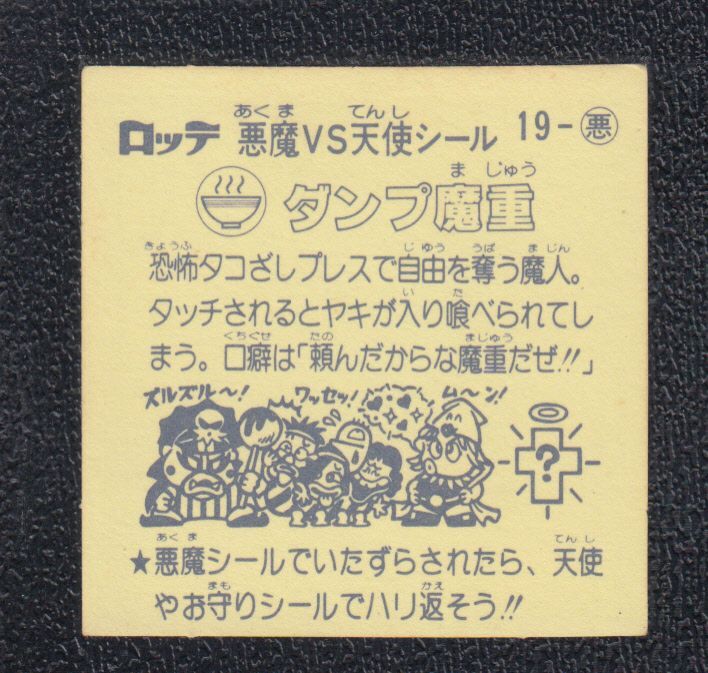 ロッテ 悪魔VS天使シール 19-悪
ダンプ魔重
恐怖タコざしプレスで自由を奪う魔人。
タッチされるとヤキが入り喰べられてし
まう。口癖は「頼んだからな魔重だぜ!!」
ズルズル〜! ワッセッ! ム〜ン!
?
★悪魔シールでいたずらされたら、天使
やお守りシールでハリ返そう!!